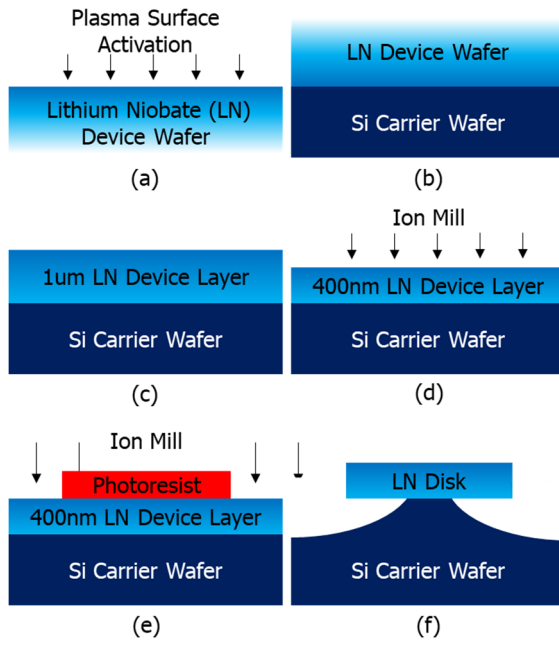 Plasma Surface
Activation
Lithium Niobate (LN)
Device Wafer
(a)
LN Device Wafer
Si Carrier Wafer
(b)
1um LN Device Layer
Si Carrier Wafer
(c)
Ion Mill
400nm LN Device Layer
Si Carrier Wafer
(d)
Ion Mill
Photoresist
400nm LN Device Layer
Si Carrier Wafer
(e)
LN Disk
Si Carrier Wafer
(f)